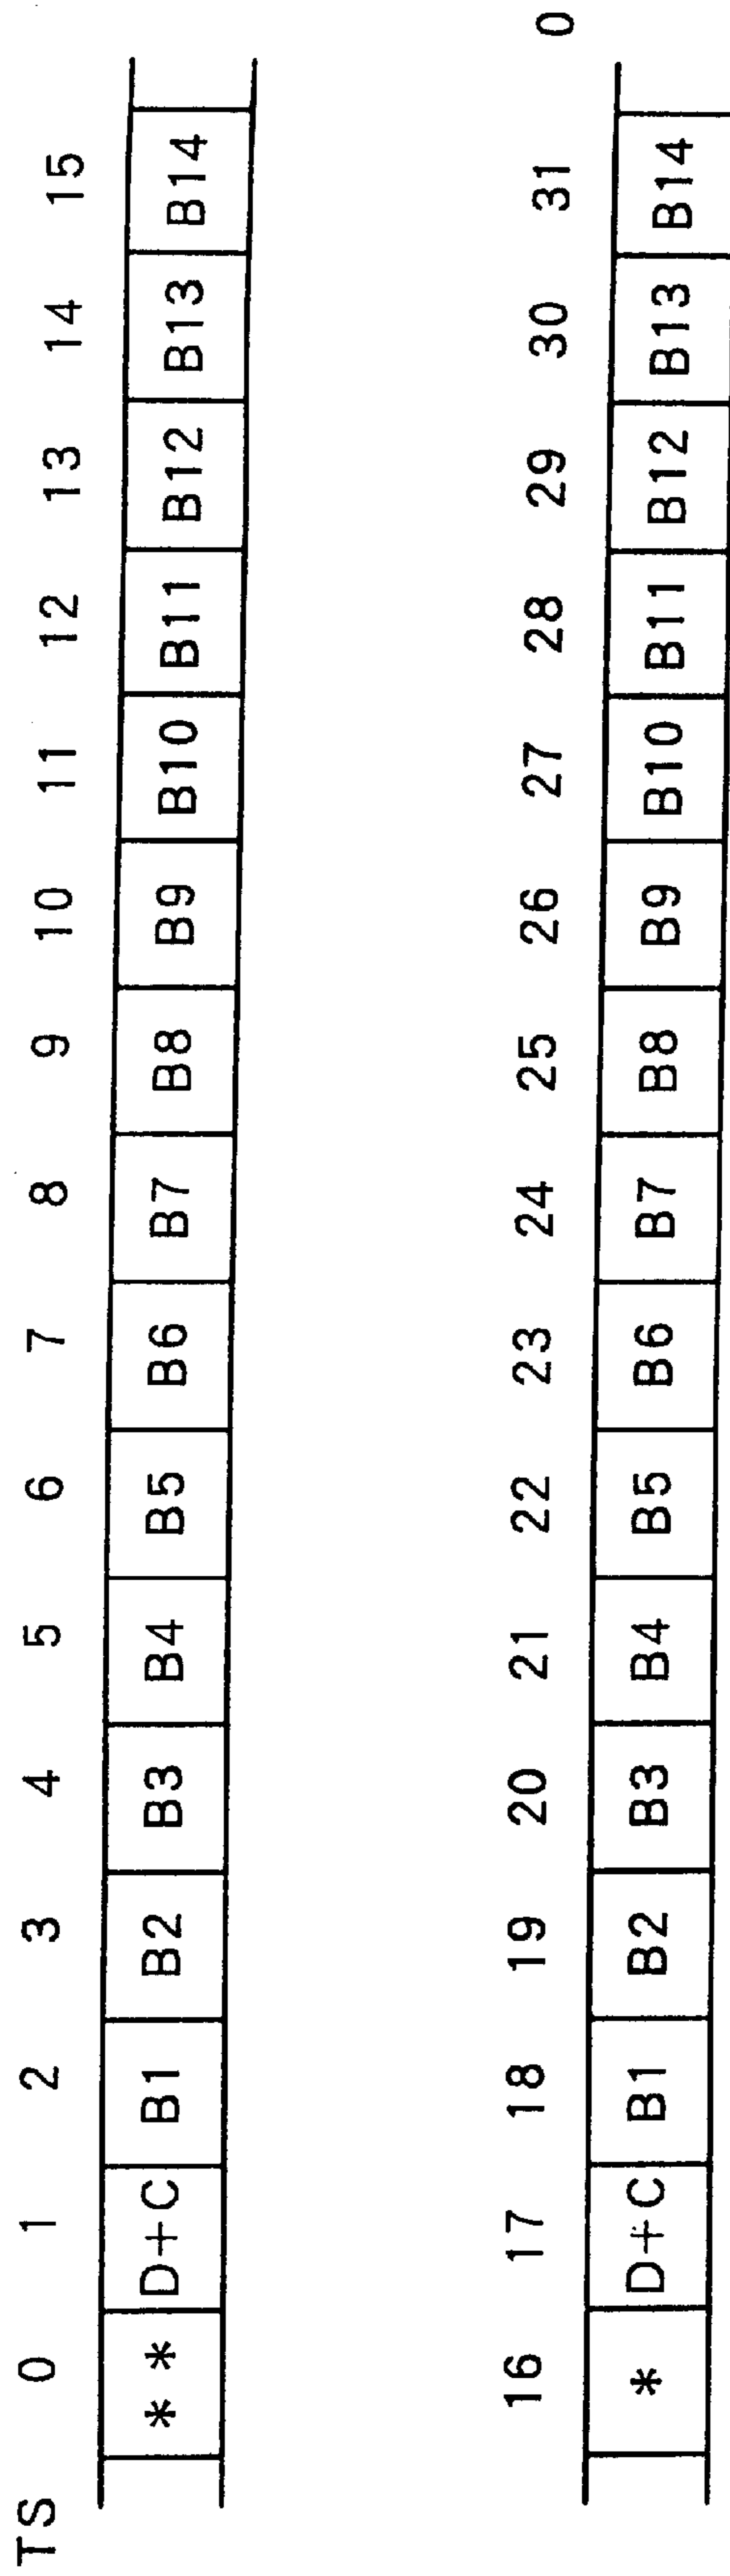 TS 0 1 2 3 4 5 6 7 8 9 10 11 12 13 14 15
** D+C B1 B2 B3 B4 B5 B6 B7 B8 B9 B10 B11 B12 B13 B14
16 17 18 19 20 21 22 23 24 25 26 27 28 29 30 31 0
* D+C B1 B2 B3 B4 B5 B6 B7 B8 B9 B10 B11 B12 B13 B14